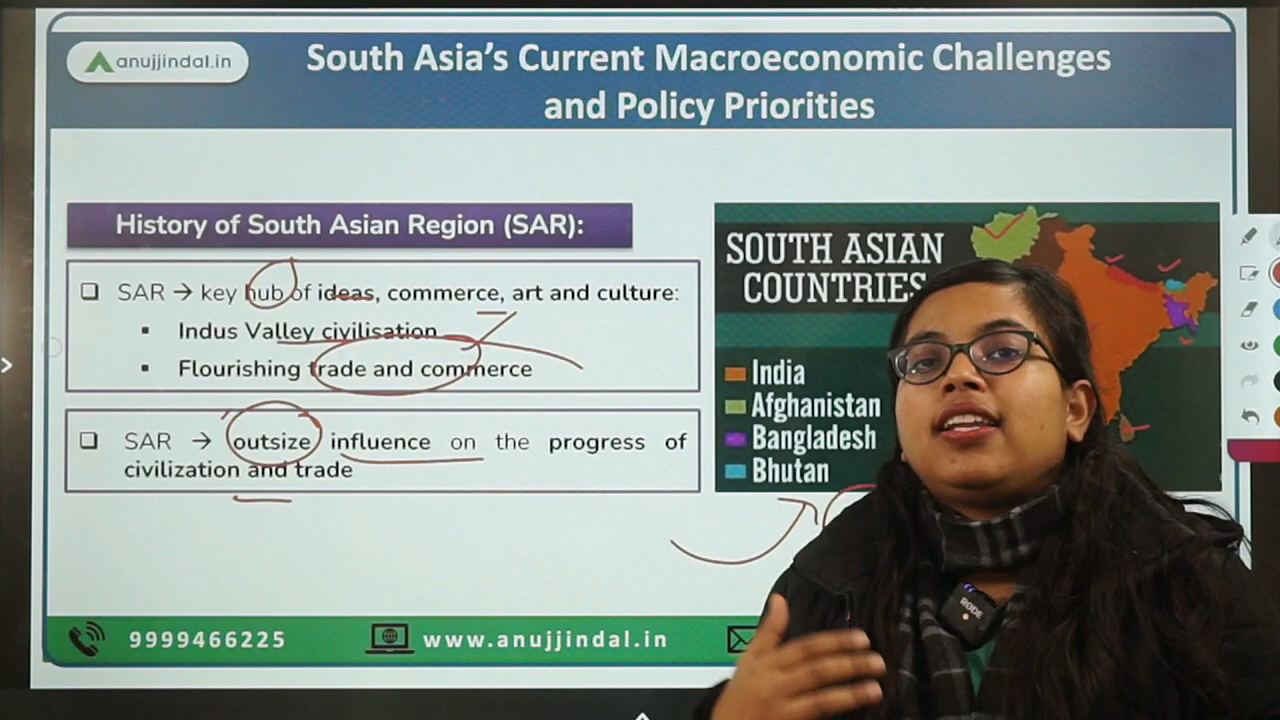 anujjindal.in
South Asia's Current Macroeconomic Challenges
and Policy Priorities
History of South Asian Region (SAR):
❑ SAR → key hub of ideas, commerce, art and culture:
▪ Indus Valley civilisation
▪ Flourishing trade and commerce
❑ SAR → outsize influence on the progress of
civilization and trade
SOUTH ASIAN
COUNTRIES
India
Afghanistan
Bangladesh
Bhutan
9999466225
www.anujjindal.in
RODE